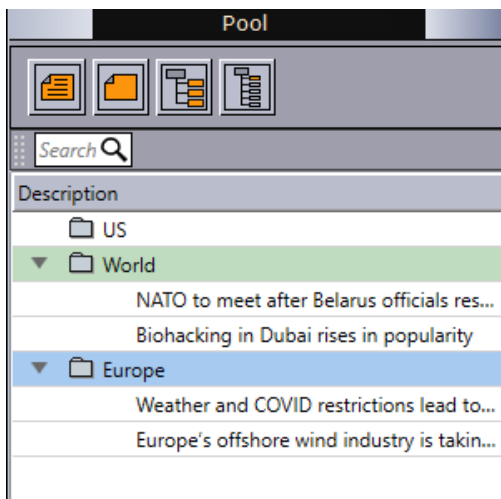 Pool
Search
Description
US
World
NATO to meet after Belarus officials res...
Biohacking in Dubai rises in popularity
Europe
Weather and COVID restrictions lead to...
Europe's offshore wind industry is takin...